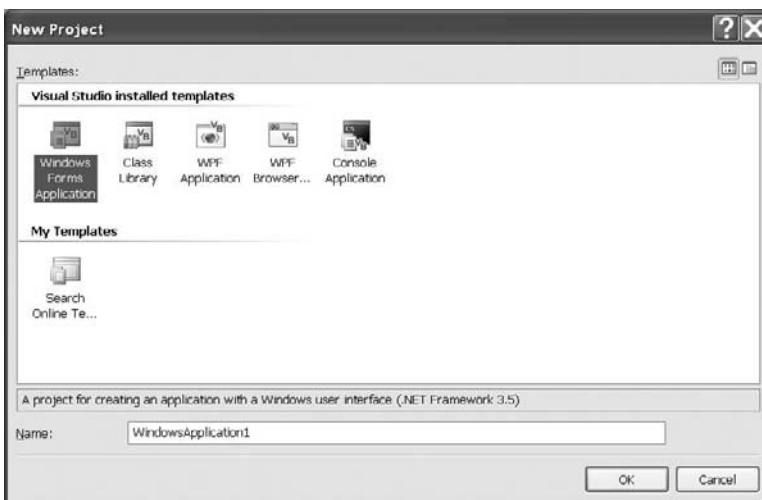 New Project
Templates:
Visual Studio installed templates
Windows Forms Application
Class Library
WPF Application
WPF Browser...
Console Application
My Templates
Search Online Te...
A project for creating an application with a Windows user interface (.NET Framework 3.5)
Name: WindowsApplication1
OK Cancel